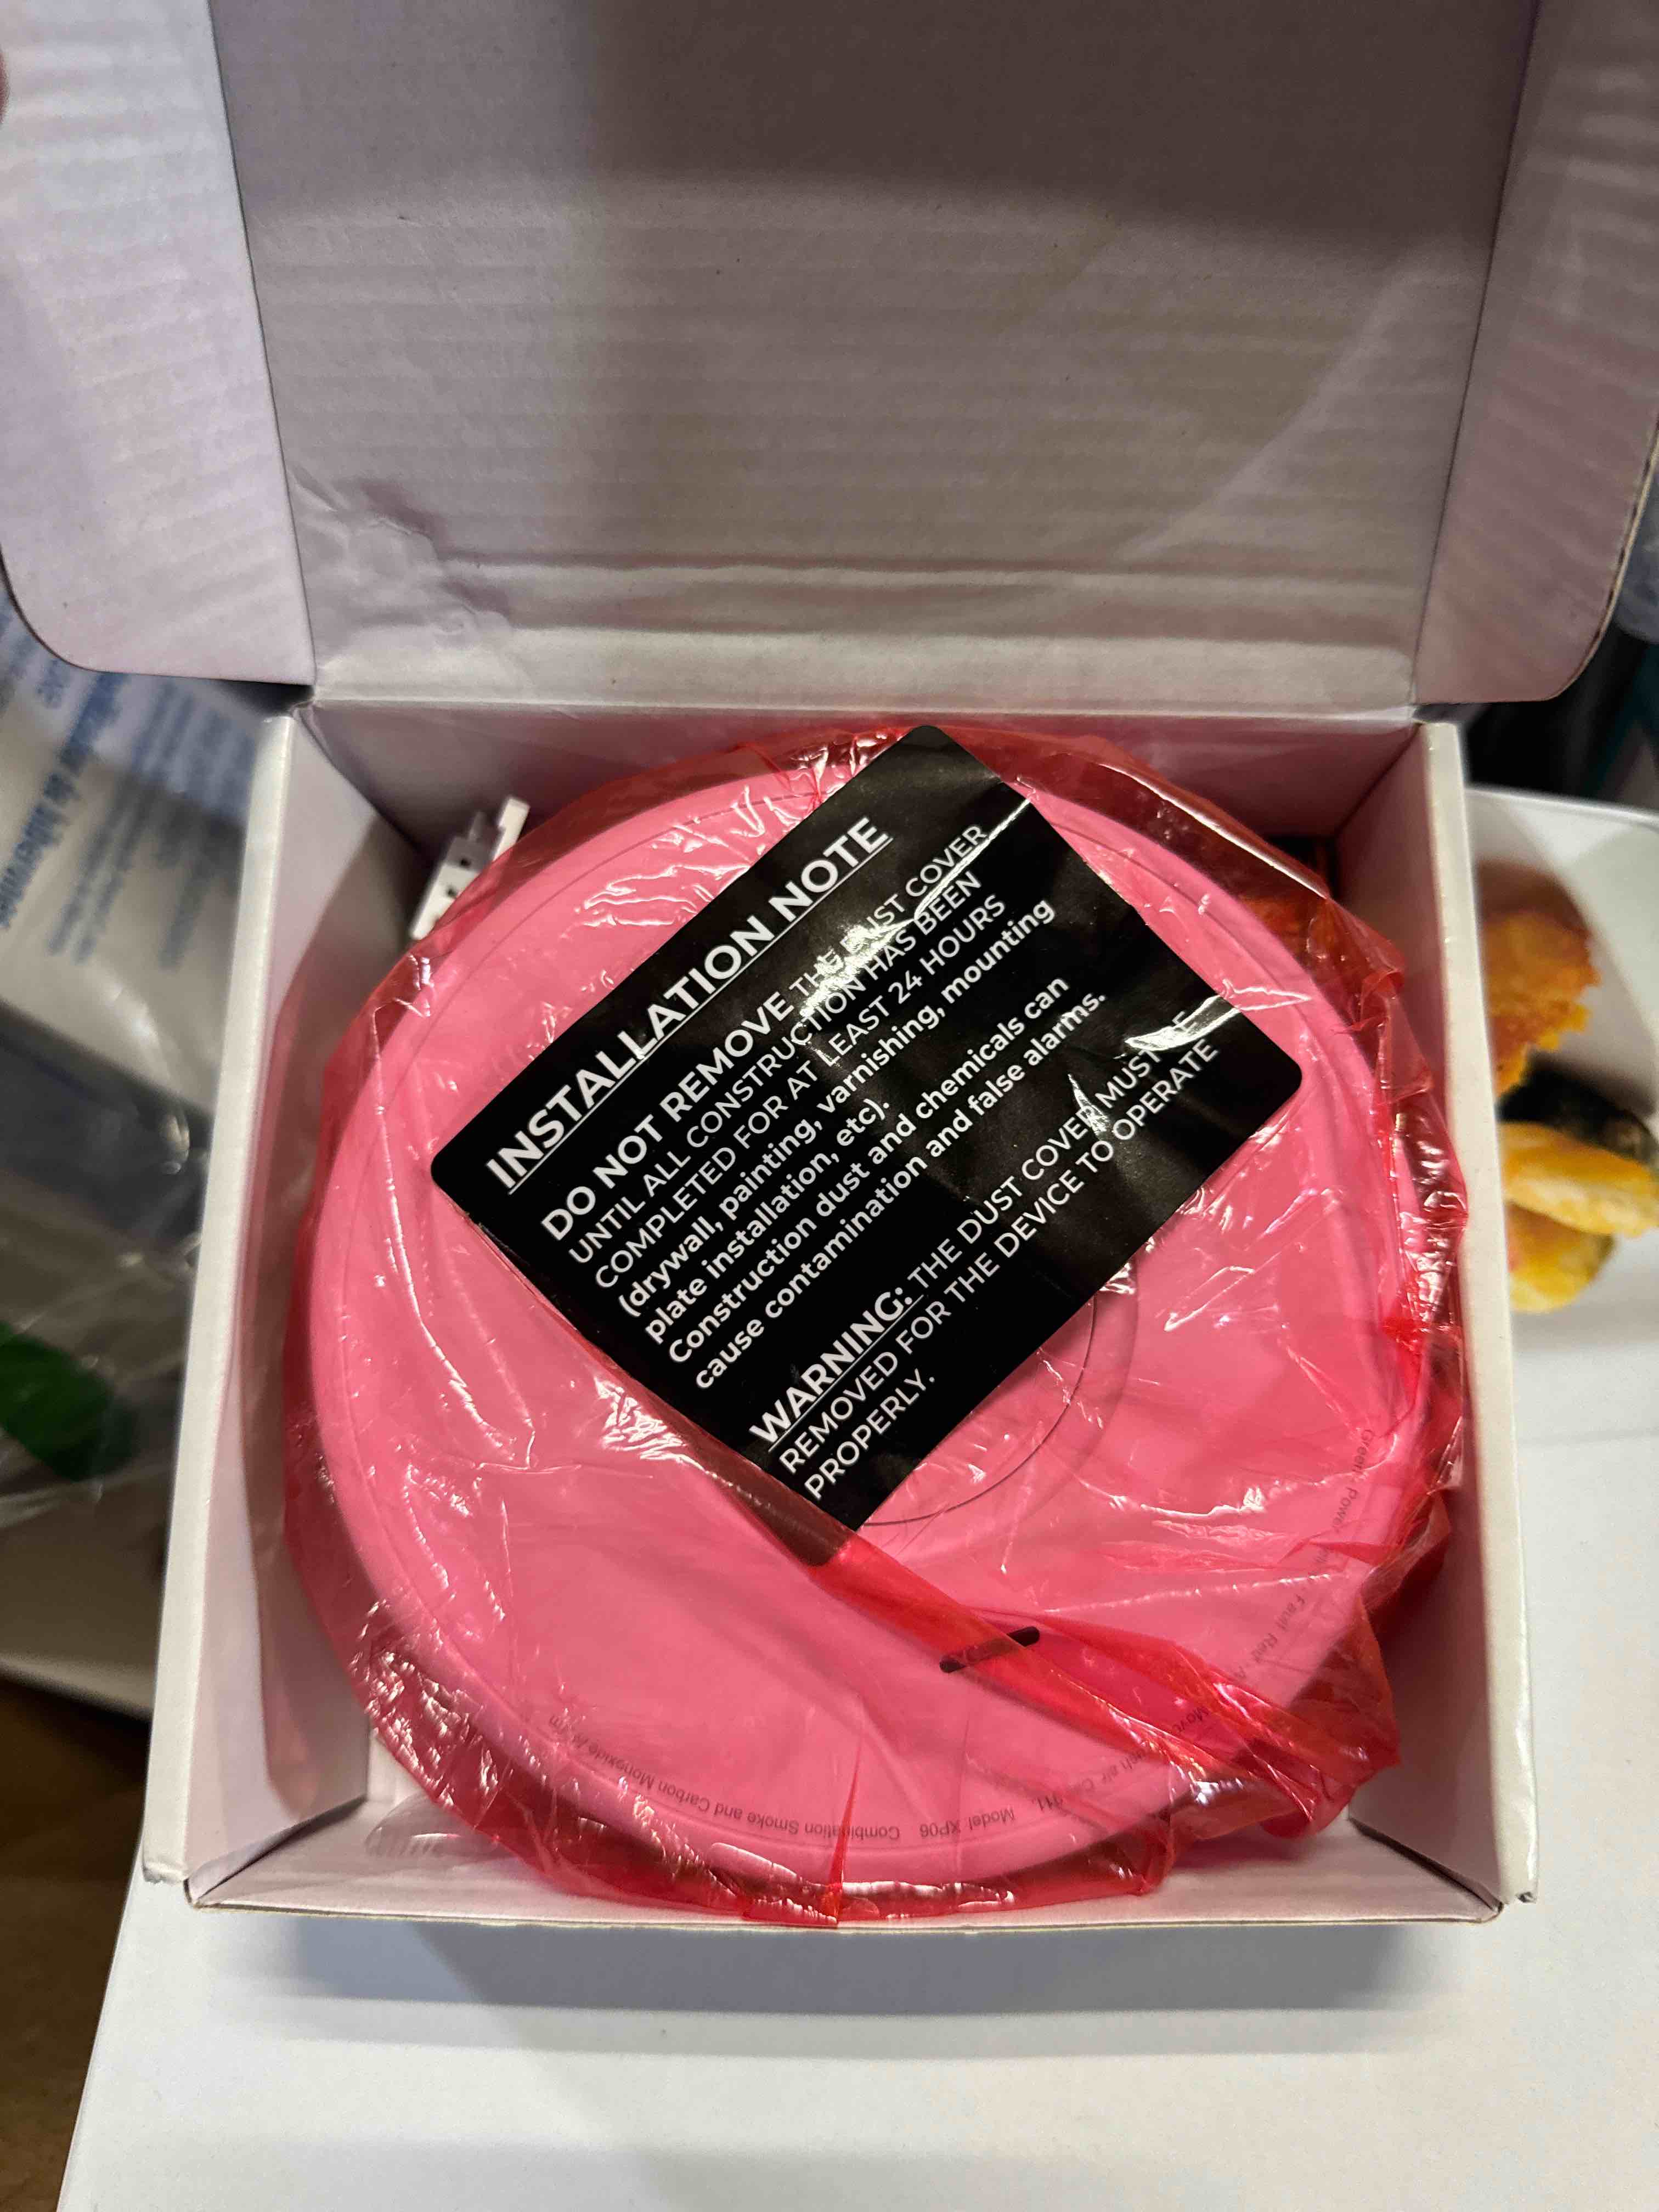 INSTALLATION NOTE
DO NOT REMOVE THE DUST COVER
UNTIL ALL CONSTRUCTION HAS BEEN
COMPLETED FOR AT LEAST 24 HOURS
(drywall, painting, varnishing, mounting
plate installation, etc).
Construction dust and chemicals can
cause contamination and false alarms.
WARNING: THE DUST COVER MUST BE
REMOVED FOR THE DEVICE TO OPERATE
PROPERLY.
Green: Power
Model XP06
Combination Smoke and Carbon Monoxide Alarm